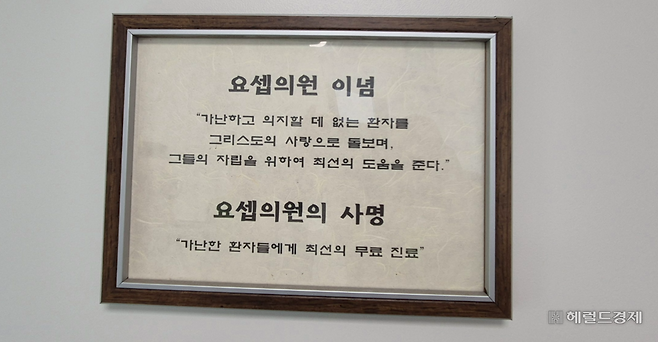 요셉의원 이념
“가난하고 의지할 데 없는 환자를
그리스도의 사랑으로 돌보며,
그들의 자립을 위하여 최선의 도움을 준다.”
요셉의원의 사명
“가난한 환자들에게 최선의 무료 진료”
헤럴드경제